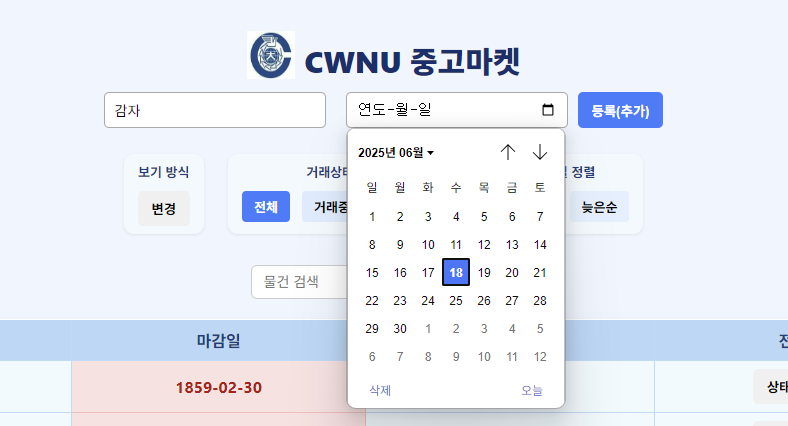 CWNU 중고마켓
감자
연도-월-일
등록(추가)
보기 방식
거래상태
정렬
변경
전체
거래중
늦은순
2025년 06월
일 월 화 수 목 금 토
1 2 3 4 5 6 7
8 9 10 11 12 13 14
15 16 17 18 19 20 21
22 23 24 25 26 27 28
29 30 1 2 3 4 5
6 7 8 9 10 11 12
삭제 오늘
물건 검색
마감일
1859-02-30
상태